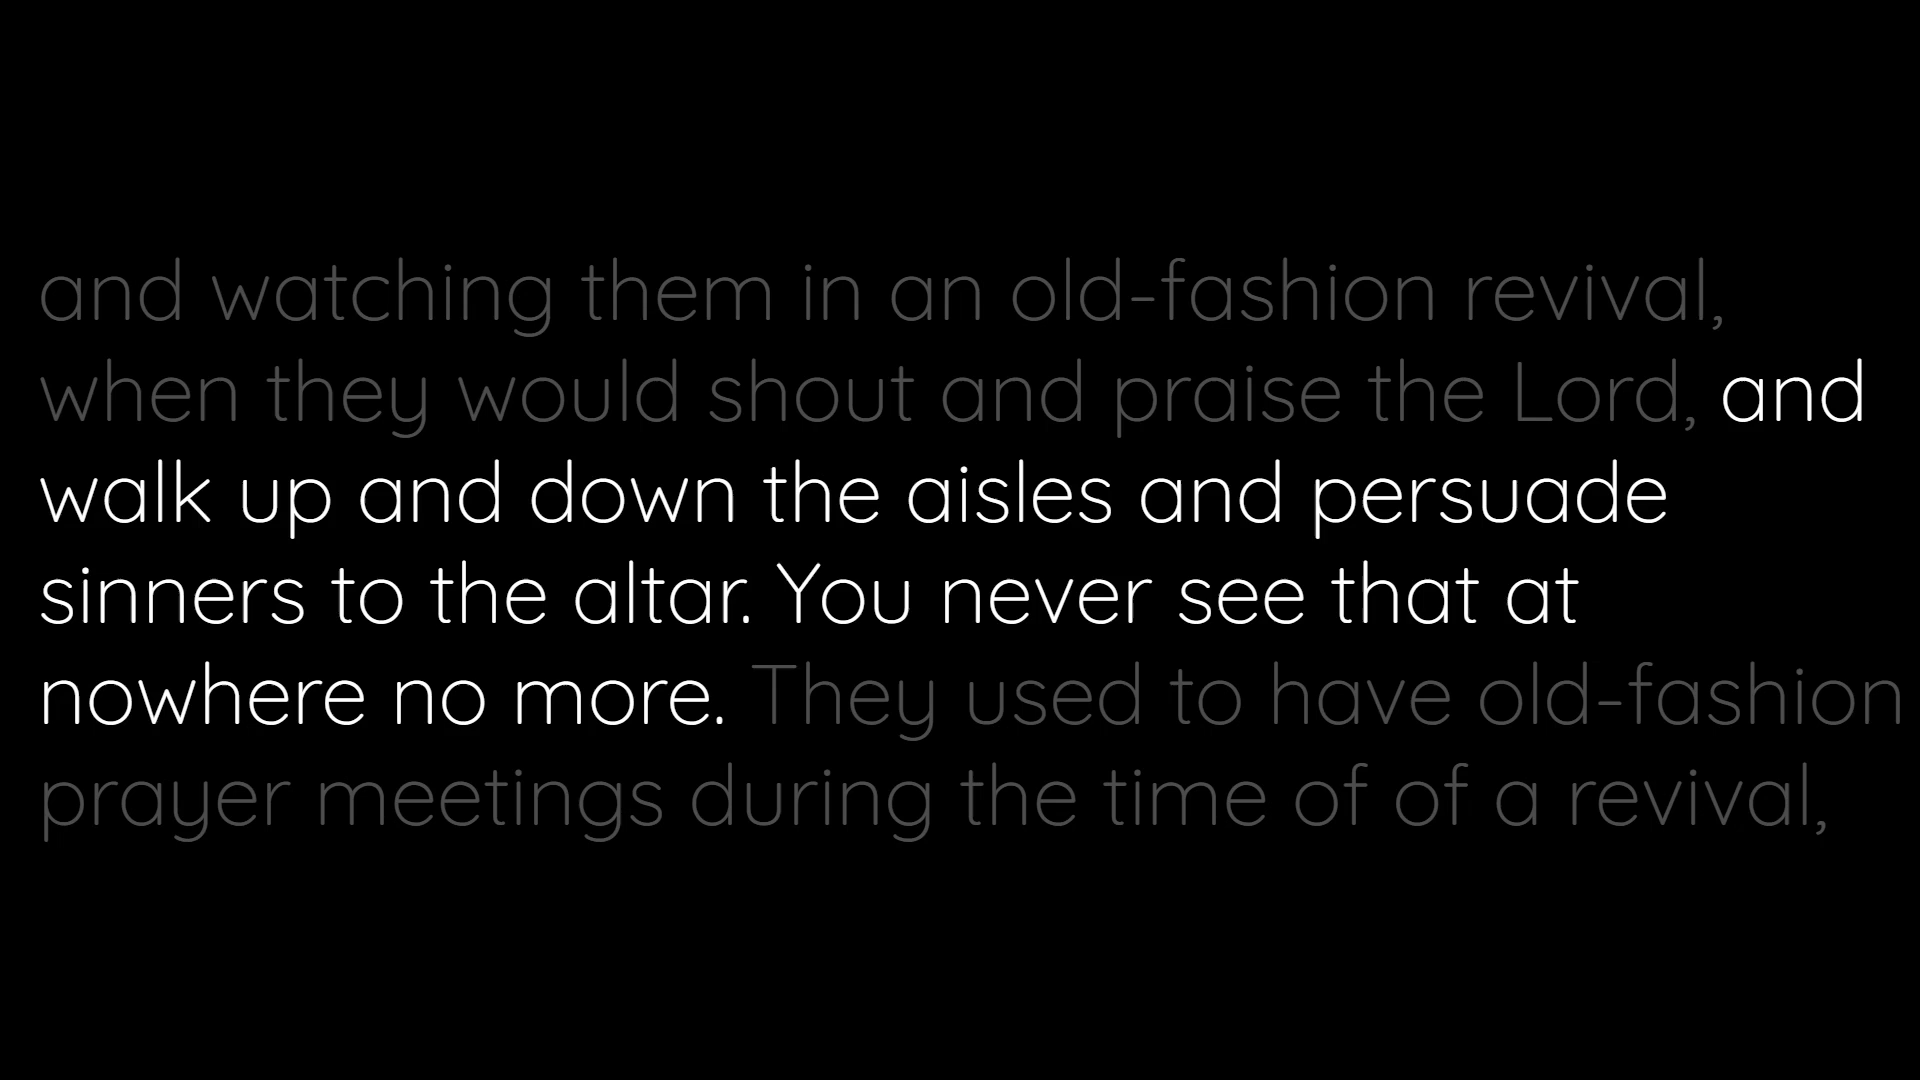 and watching them in an old-fashion revival,
when they would shout and praise the Lord, and
walk up and down the aisles and persuade
sinners to the altar. You never see that at
nowhere no more. They used to have old-fashion
prayer meetings during the time of of a revival,